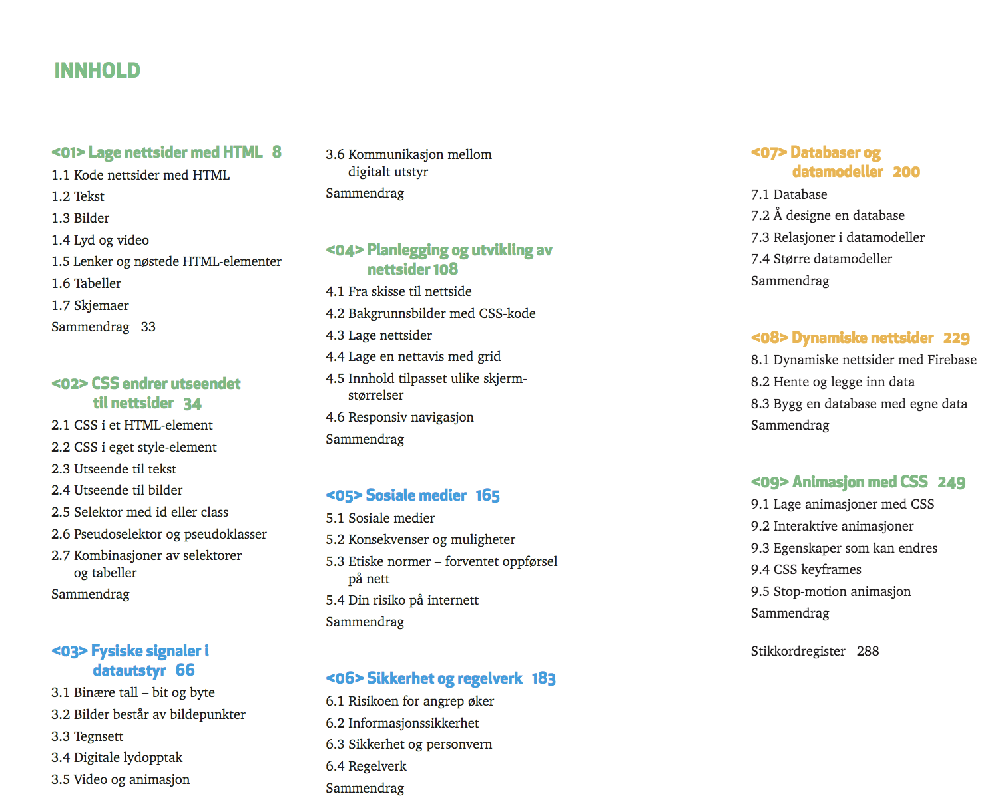 INNHOLD
<01> Lage nettsider med HTML 8
1.1 Kode nettsider med HTML
1.2 Tekst
1.3 Bilder
1.4 Lyd og video
1.5 Lenker og nøstede HTML-elementer
1.6 Tabeller
1.7 Skjemaer
Sammendrag 33
<02> CSS endrer utseendet
til nettsider 34
2.1 CSS i et HTML-element
2.2 CSS i eget style-element
2.3 Utseende til tekst
2.4 Utseende til bilder
2.5 Selektor med id eller class
2.6 Pseudoselektor og pseudoklasser
2.7 Kombinasjoner av selektorer
og tabeller
Sammendrag
<03> Fysiske signaler i
datautstyr 66
3.1 Binære tall – bit og byte
3.2 Bilder består av bildepunkter
3.3 Tegnsett
3.4 Digitale lydopptak
3.5 Video og animasjon
3.6 Kommunikasjon mellom
digitalt utstyr
Sammendrag
<04> Planlegging og utvikling av
nettsider 108
4.1 Fra skisse til nettside
4.2 Bakgrunnsbilder med CSS-kode
4.3 Lage nettsider
4.4 Lage en nettavis med grid
4.5 Innhold tilpasset ulike skjerm-
størrelser
4.6 Responsiv navigasjon
Sammendrag
<05> Sosiale medier 165
5.1 Sosiale medier
5.2 Konsekvenser og muligheter
5.3 Etiske normer – forventet oppførsel
på nett
5.4 Din risiko på internett
Sammendrag
<06> Sikkerhet og regelverk 183
6.1 Risikoen for angrep øker
6.2 Informasjonssikkerhet
6.3 Sikkerhet og personvern
6.4 Regelverk
Sammendrag
<07> Databaser og
datamodeller 200
7.1 Database
7.2 Å designe en database
7.3 Relasjoner i datamodeller
7.4 Større datamodeller
Sammendrag
<08> Dynamiske nettsider 229
8.1 Dynamiske nettsider med Firebase
8.2 Hente og legge inn data
8.3 Bygg en database med egne data
Sammendrag
<09> Animasjon med CSS 249
9.1 Lage animasjoner med CSS
9.2 Interaktive animasjoner
9.3 Egenskaper som kan endres
9.4 CSS keyframes
9.5 Stop-motion animasjon
Sammendrag
Stikkordregister 288